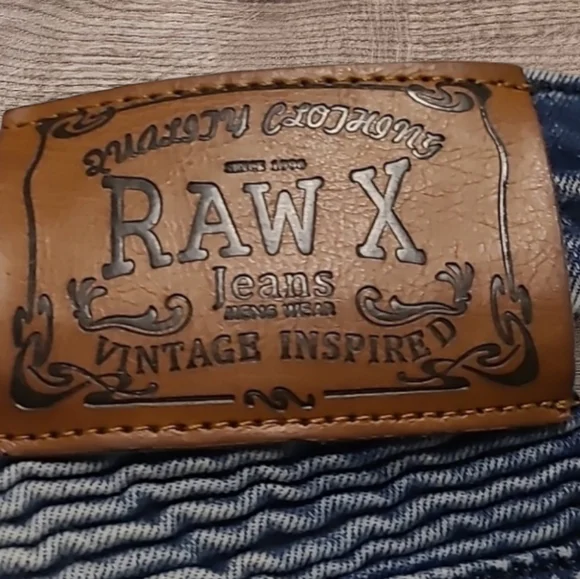 QUALITY CLOTHING
RAW X
Jeans
MENS WEAR
VINTAGE INSPIRED